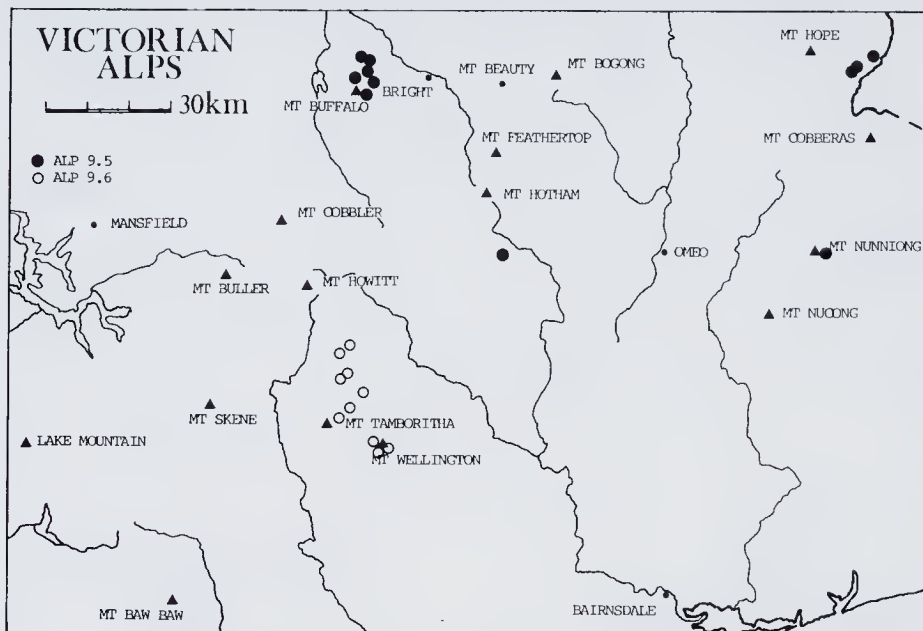 VICTORIAN
ALPS
30km
ALP 9.5
ALP 9.6
MT HOPE
MT BEAUTY
MT BOGONG
BRIGHT
MT BUFFALO
MT FEATHERTOP
MT COBBERAS
MT HOTHAM
MT COBBLER
MANSFIELD
OMEO
MT NUNNIONG
MT BULLER
MT HOWITT
MT NUCONG
MT SKENE
MT TAMBORITHA
LAKE MOUNTAIN
MT WELLINGTON
MT BAW BAW
BAIRNSDALE